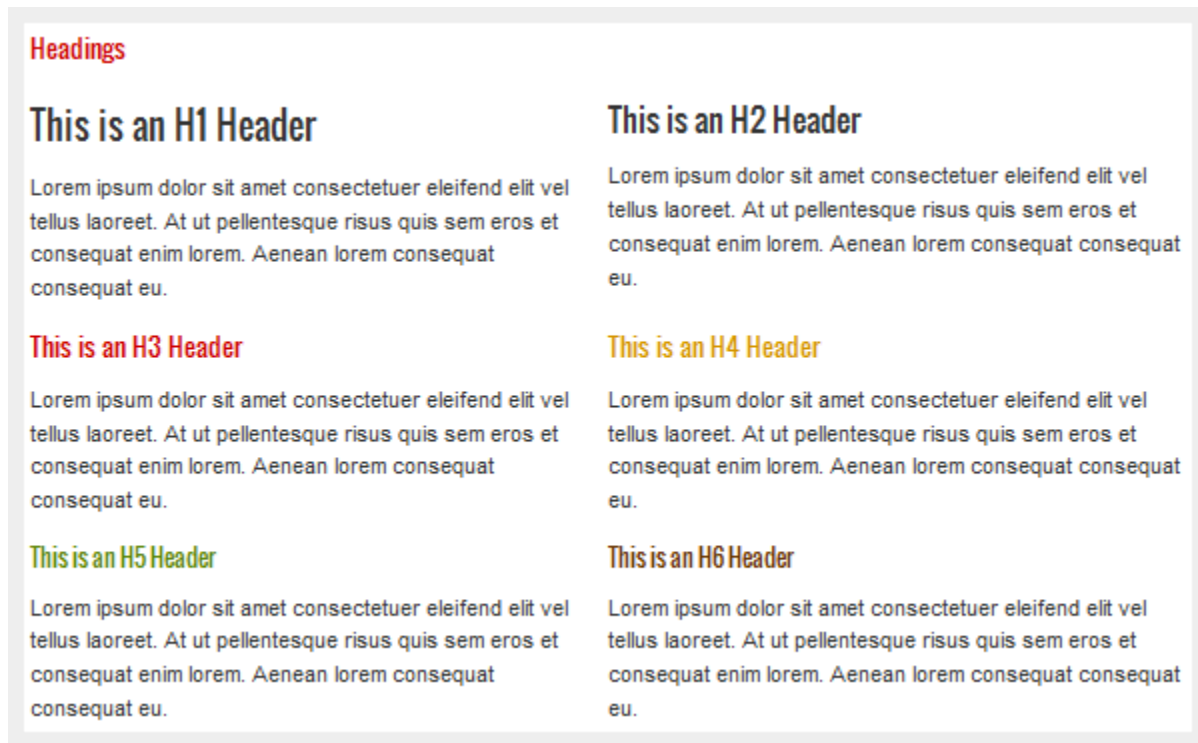 Headings
This is an H1 Header
Lorem ipsum dolor sit amet consectetuer eleifend elit vel
tellus laoreet. At ut pellentesque risus quis sem eros et
consequat enim lorem. Aenean lorem consequat
consequat eu.
This is an H2 Header
Lorem ipsum dolor sit amet consectetuer eleifend elit vel
tellus laoreet. At ut pellentesque risus quis sem eros et
consequat enim lorem. Aenean lorem consequat consequat
eu.
This is an H3 Header
Lorem ipsum dolor sit amet consectetuer eleifend elit vel
tellus laoreet. At ut pellentesque risus quis sem eros et
consequat enim lorem. Aenean lorem consequat
consequat eu.
This is an H4 Header
Lorem ipsum dolor sit amet consectetuer eleifend elit vel
tellus laoreet. At ut pellentesque risus quis sem eros et
consequat enim lorem. Aenean lorem consequat consequat
eu.
This is an H5 Header
Lorem ipsum dolor sit amet consectetuer eleifend elit vel
tellus laoreet. At ut pellentesque risus quis sem eros et
consequat enim lorem. Aenean lorem consequat
consequat eu.
This is an H6 Header
Lorem ipsum dolor sit amet consectetuer eleifend elit vel
tellus laoreet. At ut pellentesque risus quis sem eros et
consequat enim lorem. Aenean lorem consequat consequat
eu.